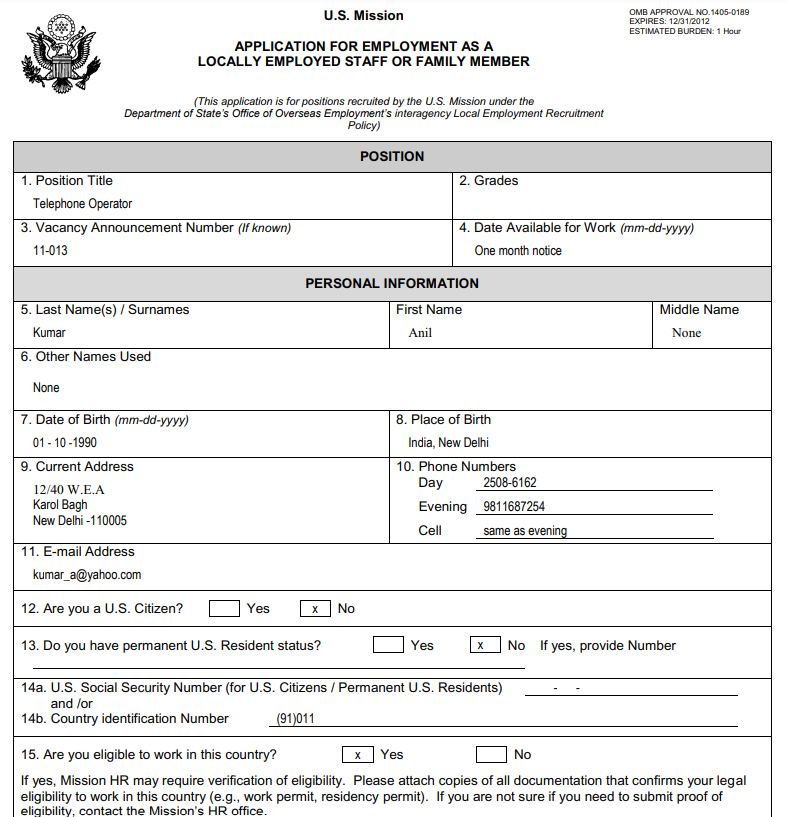 U.S. Mission
OMB APPROVAL NO.1405-0189
EXPIRES: 12/31/2012
ESTIMATED BURDEN: 1 Hour
APPLICATION FOR EMPLOYMENT AS A
LOCALLY EMPLOYED STAFF OR FAMILY MEMBER
(This application is for positions recruited by the U.S. Mission under the
Department of State's Office of Overseas Employment's interagency Local Employment Recruitment
Policy)
POSITION
1. Position Title
Telephone Operator
2. Grades
3. Vacancy Announcement Number (If known)
11-013
4. Date Available for Work (mm-dd-yyyy)
One month notice
PERSONAL INFORMATION
5. Last Name(s) / Surnames
Kumar
First Name
Anil
Middle Name
None
6. Other Names Used
None
7. Date of Birth (mm-dd-yyyy)
01 - 10 -1990
8. Place of Birth
India, New Delhi
9. Current Address
12/40 W.E.A
Karol Bagh
New Delhi -110005
10. Phone Numbers
Day 2508-6162
Evening 9811687254
Cell same as evening
11. E-mail Address
kumar_a@yahoo.com
12. Are you a U.S. Citizen? Yes x No
13. Do you have permanent U.S. Resident status? Yes x No If yes, provide Number
14a. U.S. Social Security Number (for U.S. Citizens / Permanent U.S. Residents) - -
and /or
14b. Country identification Number (91)011
15. Are you eligible to work in this country? x Yes No
If yes, Mission HR may require verification of eligibility. Please attach copies of all documentation that confirms your legal
eligibility to work in this country (e.g., work permit, residency permit). If you are not sure if you need to submit proof of
eligibility, contact the Mission's HR office.